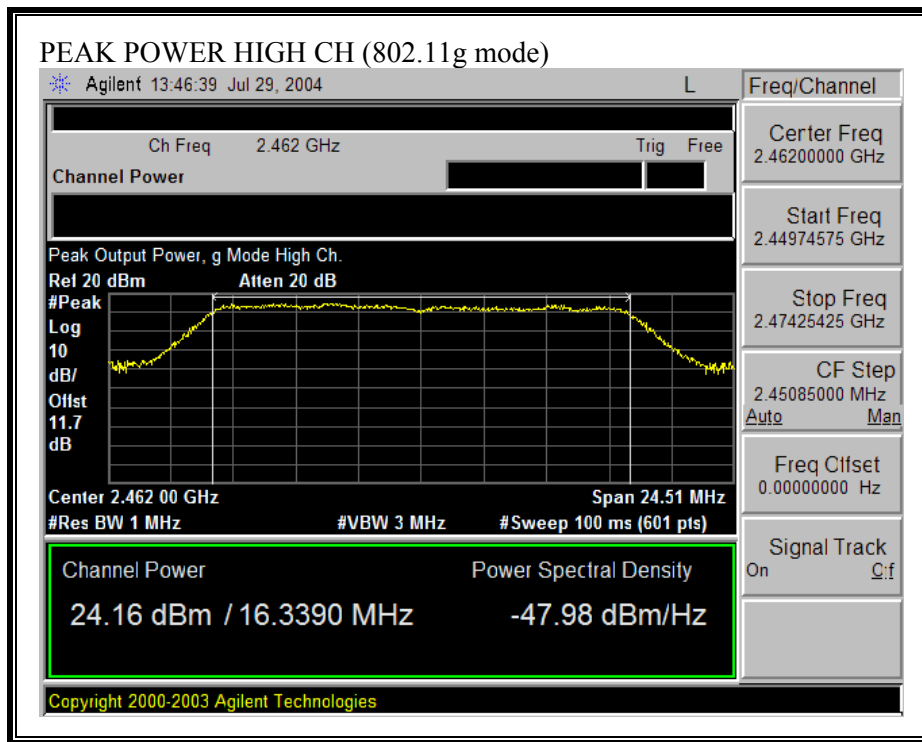 PEAK POWER HIGH CH (802.11g mode)
Agilent 13:46:39 Jul 29, 2004 L Freq/Channel
Ch Freq 2.462 GHz Trig Free
Channel Power
Peak Output Power, g Mode High Ch.
Ref 20 dBm Atten 20 dB
#Peak
Log
10
dB/
Offst
11.7
dB
Center 2.462 00 GHz Span 24.51 MHz
#Res BW 1 MHz #VBW 3 MHz #Sweep 100 ms (601 pts)
Channel Power Power Spectral Density
24.16 dBm / 16.3390 MHz -47.98 dBm/Hz
Copyright 2000-2003 Agilent Technologies
Center Freq
2.46200000 GHz
Start Freq
2.44974575 GHz
Stop Freq
2.47425425 GHz
CF Step
2.45085000 MHz
Auto Man
Freq Offset
0.00000000 Hz
Signal Track
On Off